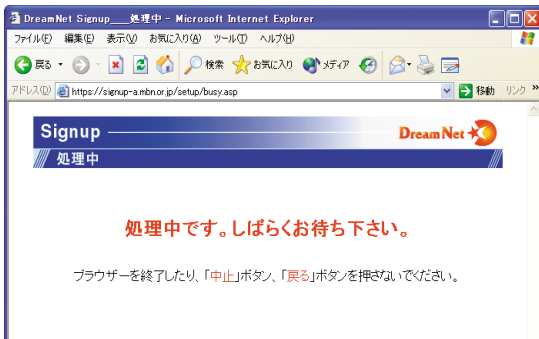 DreamNet Signup___処理中 - Microsoft Internet Explorer
ファイル(F) 編集(E) 表示(V) お気に入り(A) ツール(T) ヘルプ(H)
戻る 検索 お気に入り メディア
アドレス(D) https://signup-a.mbn.or.jp/setup/busy.asp 移動 リンク »
Signup DreamNet
処理中
処理中です。しばらくお待ち下さい。
ブラウザーを終了したり、「中止」ボタン、「戻る」ボタンを押さないでください。